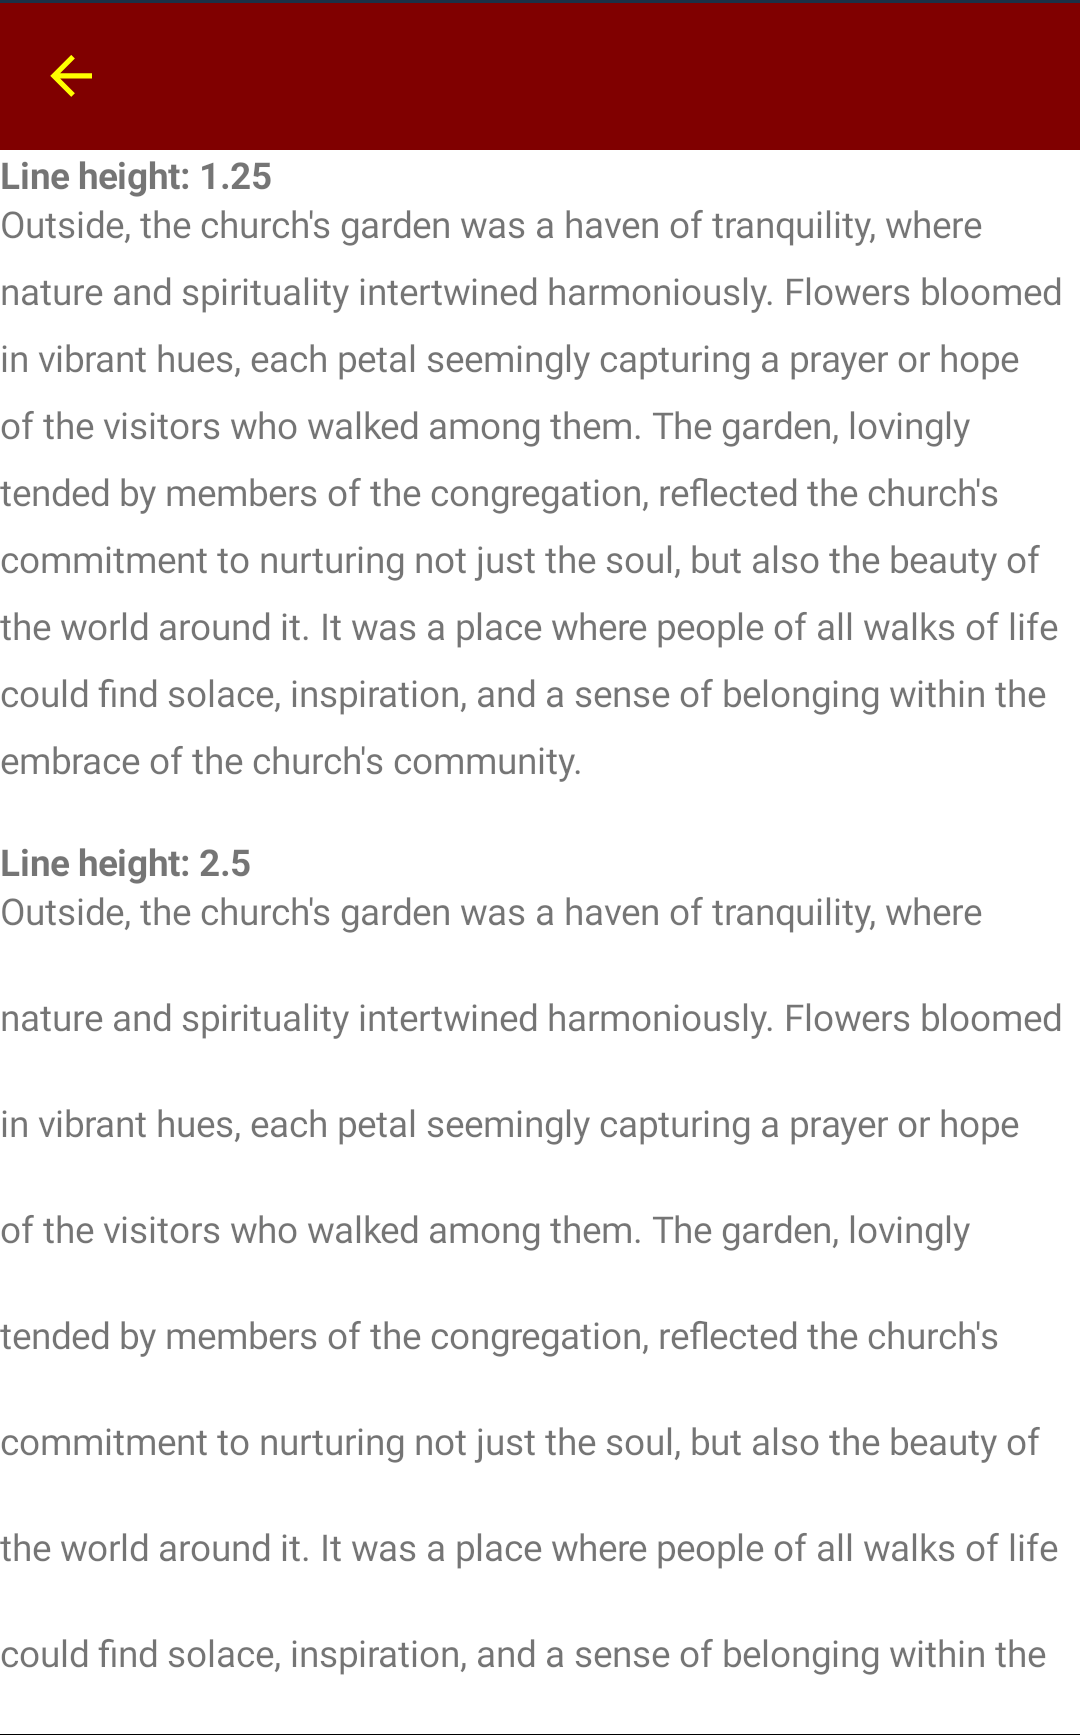 Line height: 1.25
Outside, the church's garden was a haven of tranquility, where
nature and spirituality intertwined harmoniously. Flowers bloomed
in vibrant hues, each petal seemingly capturing a prayer or hope
of the visitors who walked among them. The garden, lovingly
tended by members of the congregation, reflected the church's
commitment to nurturing not just the soul, but also the beauty of
the world around it. It was a place where people of all walks of life
could find solace, inspiration, and a sense of belonging within the
embrace of the church's community.
Line height: 2.5
Outside, the church's garden was a haven of tranquility, where
nature and spirituality intertwined harmoniously. Flowers bloomed
in vibrant hues, each petal seemingly capturing a prayer or hope
of the visitors who walked among them. The garden, lovingly
tended by members of the congregation, reflected the church's
commitment to nurturing not just the soul, but also the beauty of
the world around it. It was a place where people of all walks of life
could find solace, inspiration, and a sense of belonging within the